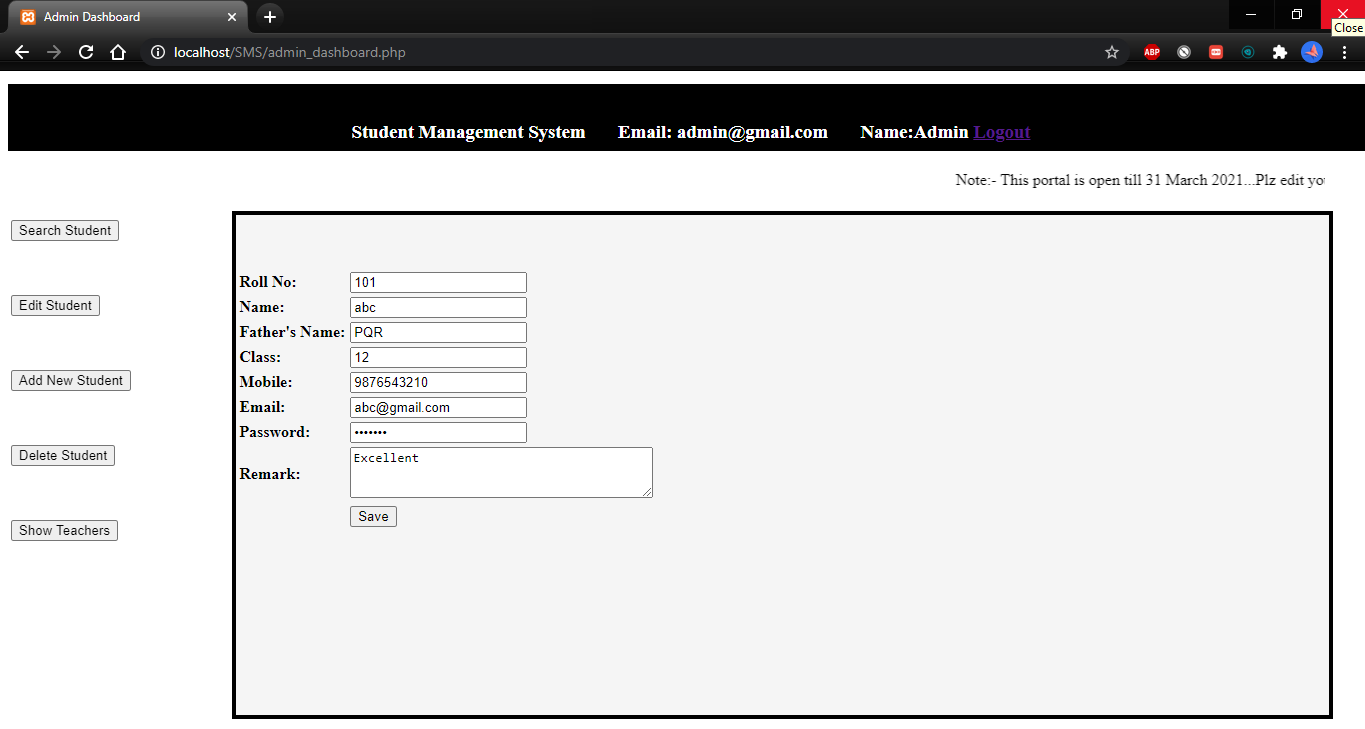 Admin Dashboard
Close
localhost/SMS/admin_dashboard.php
ABP
Student Management System Email: admin@gmail.com Name:Admin Logout
Note:- This portal is open till 31 March 2021...Plz edit
Search Student
Edit Student
Add New Student
Delete Student
Show Teachers
Roll No: 101
Name: abc
Father's Name: PQR
Class: 12
Mobile: 9876543210
Email: abc@gmail.com
Password: •••••••
Remark: Excellent
Save